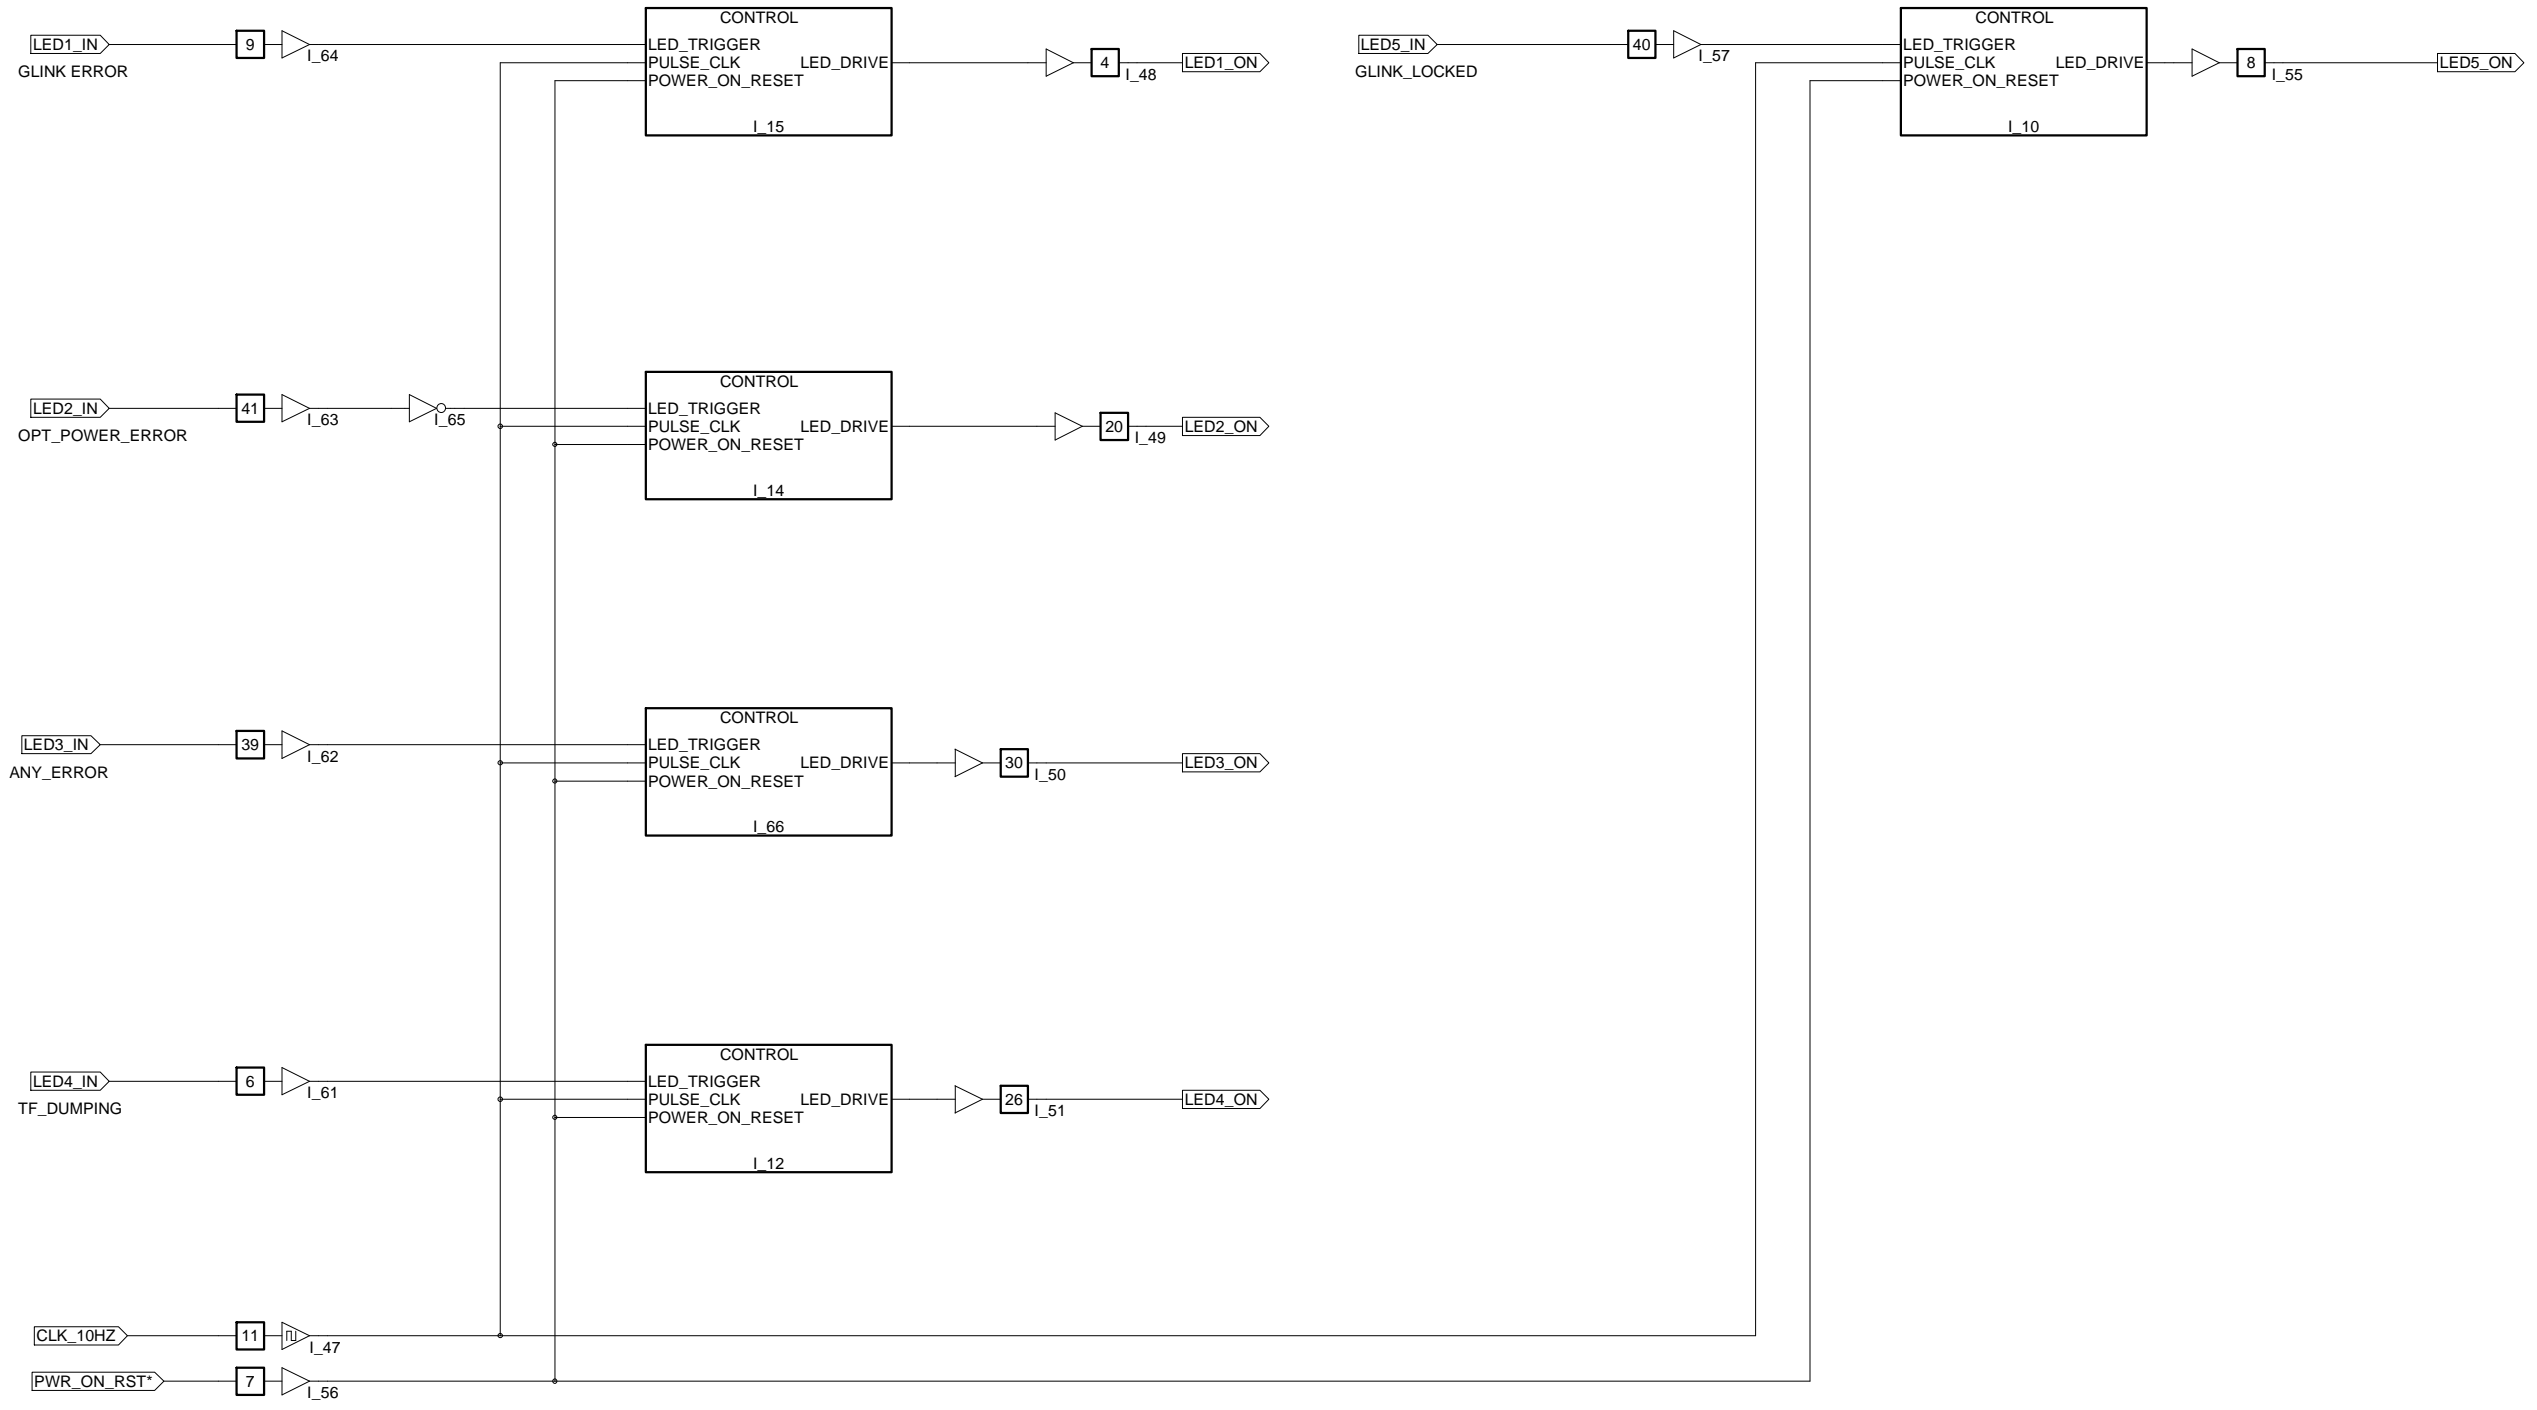 CONTROL
LED1_IN
9
I_64
GLINK ERROR
LED_TRIGGER
PULSE_CLK
POWER_ON_RESET
LED_DRIVE
I_15
4
I_48
LED1_ON
LED5_IN
40
I_57
GLINK_LOCKED
CONTROL
LED_TRIGGER
PULSE_CLK
POWER_ON_RESET
LED_DRIVE
I_10
8
I_55
LED5_ON
LED2_IN
41
I_63
I_65
OPT_POWER_ERROR
CONTROL
LED_TRIGGER
PULSE_CLK
POWER_ON_RESET
LED_DRIVE
I_14
20
I_49
LED2_ON
LED3_IN
39
I_62
ANY_ERROR
CONTROL
LED_TRIGGER
PULSE_CLK
POWER_ON_RESET
LED_DRIVE
I_66
30
I_50
LED3_ON
LED4_IN
6
I_61
TF_DUMPING
CONTROL
LED_TRIGGER
PULSE_CLK
POWER_ON_RESET
LED_DRIVE
I_12
26
I_51
LED4_ON
CLK_10HZ
11
I_47
PWR_ON_RST*
7
I_56